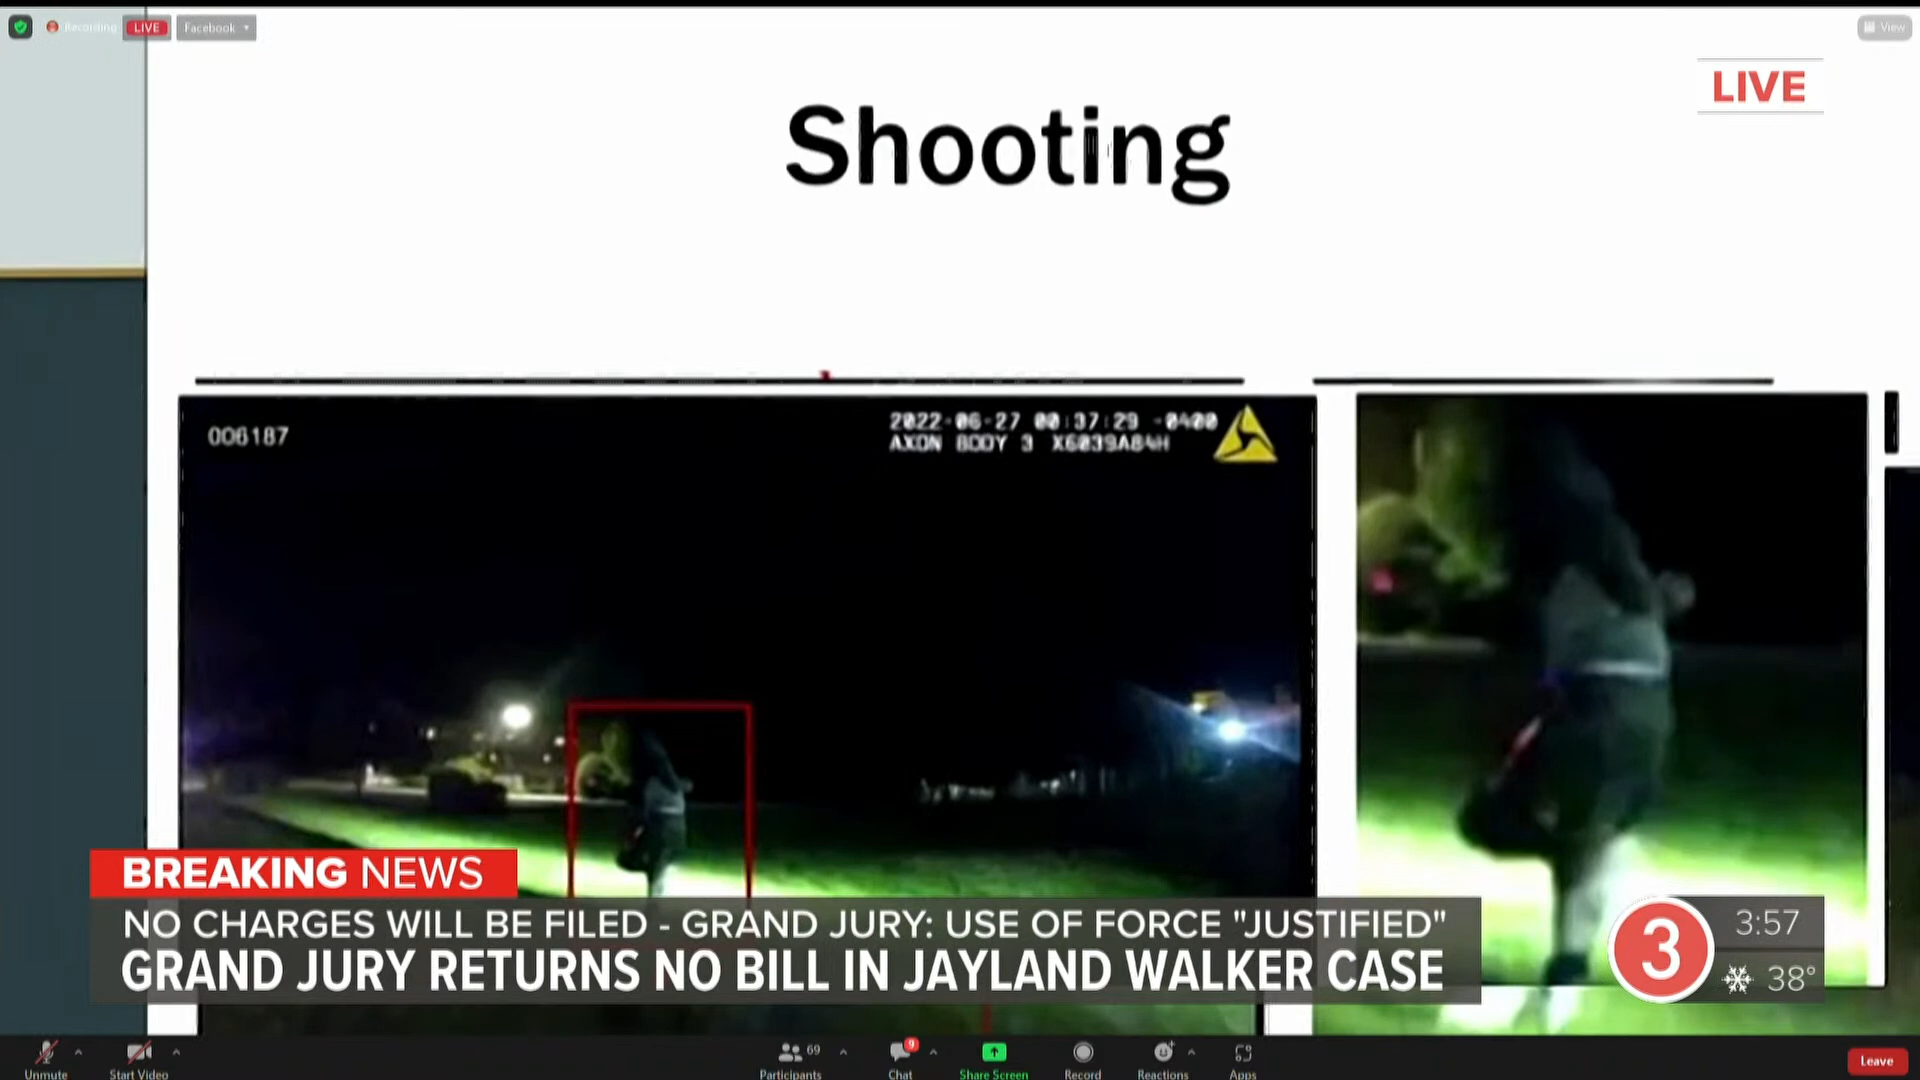 Recording
LIVE
Facebook
View
LIVE
Shooting
006187
2022-06-27 00:37:29 -0400
AXON BODY 3 X6039A84H
BREAKING NEWS
NO CHARGES WILL BE FILED - GRAND JURY: USE OF FORCE "JUSTIFIED"
GRAND JURY RETURNS NO BILL IN JAYLAND WALKER CASE
3
3:57
38°
Unmute
Start Video
69
Participants
9
Chat
Share Screen
Record
Reactions
Apps
Leave